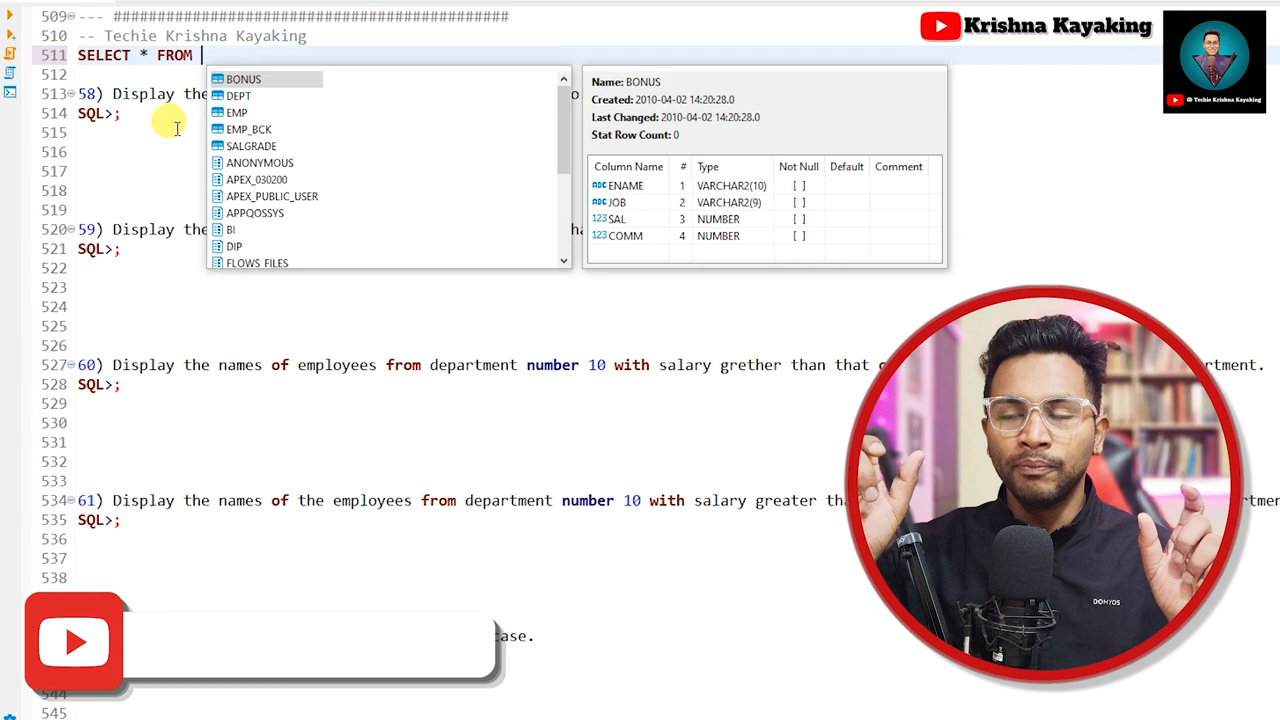 509 --- ##########################################
Krishna Kayaking
510 -- Techie Krishna Kayaking
511 SELECT * FROM
Techie Krishna Kayaking
512
513 58) Display the
514 SQL>;
515
516
517
518
519
520 59) Display the
521 SQL>;
522
523
524
525
526
BONUS
DEPT
EMP
EMP_BCK
SALGRADE
ANONYMOUS
APEX_030200
APEX_PUBLIC_USER
APPQOSSYS
BI
DIP
FLOWS_FILES
Name: BONUS
Created: 2010-04-02 14:20:28.0
Last Changed: 2010-04-02 14:20:28.0
Stat Row Count: 0
Column Name # Type Not Null Default Comment
ABC ENAME 1 VARCHAR2(10) [ ]
ABC JOB 2 VARCHAR2(9) [ ]
123 SAL 3 NUMBER [ ]
123 COMM 4 NUMBER [ ]
527 60) Display the names of employees from department number 10 with salary grether than that
528 SQL>;
529
530
531
532
533
534 61) Display the names of the employees from department number 10 with salary greater
535 SQL>;
536
537
538
case.
545
DOMYOS